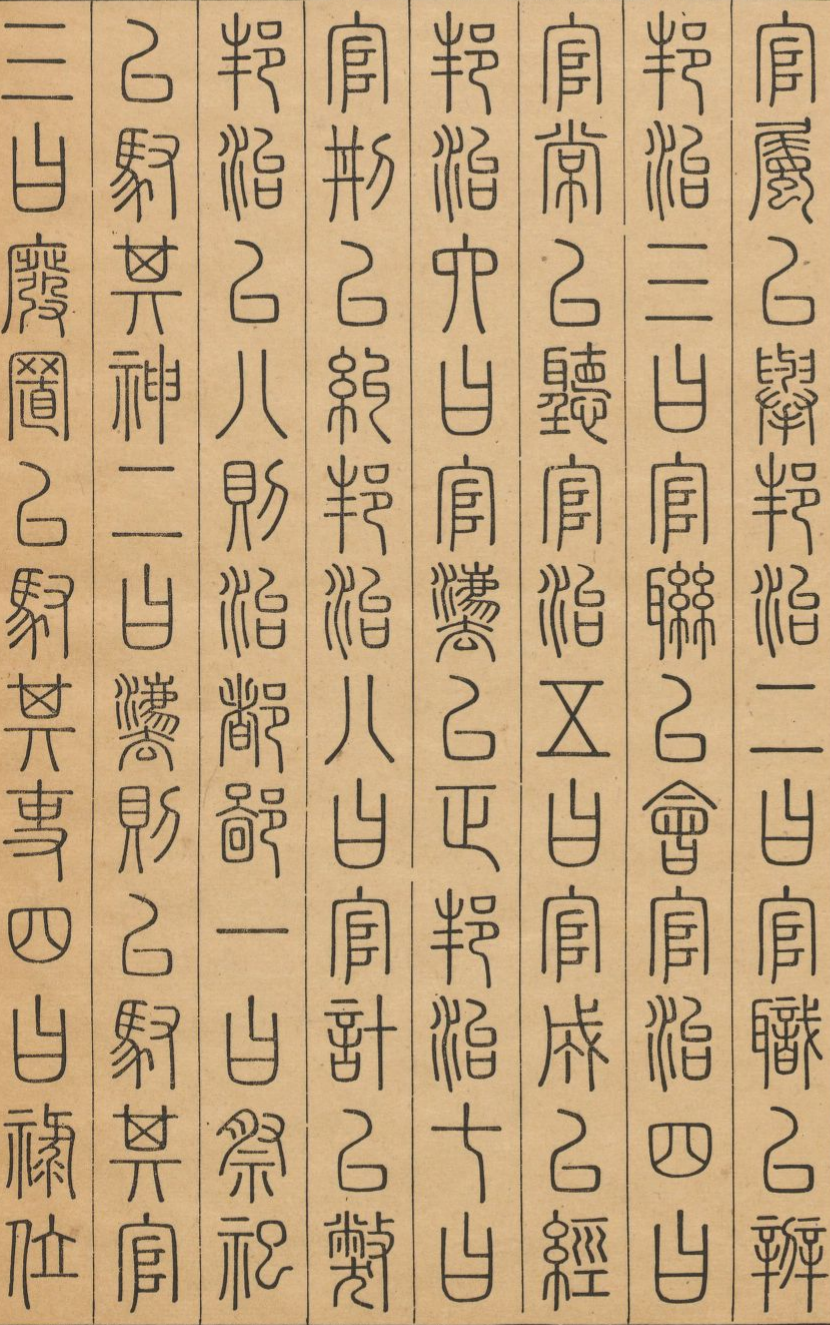 官屬以舉邦治二曰官職以辨
邦治三曰官聯以會官治四曰
官常以聽官治五曰官成以經
邦治六曰官灋以正邦治七曰
官刑以糾邦治八曰官計以弊
邦治以八則治都鄙一曰祭祀
以馭其神二曰灋則以馭其官
三曰廢置以馭其吏四曰祿位